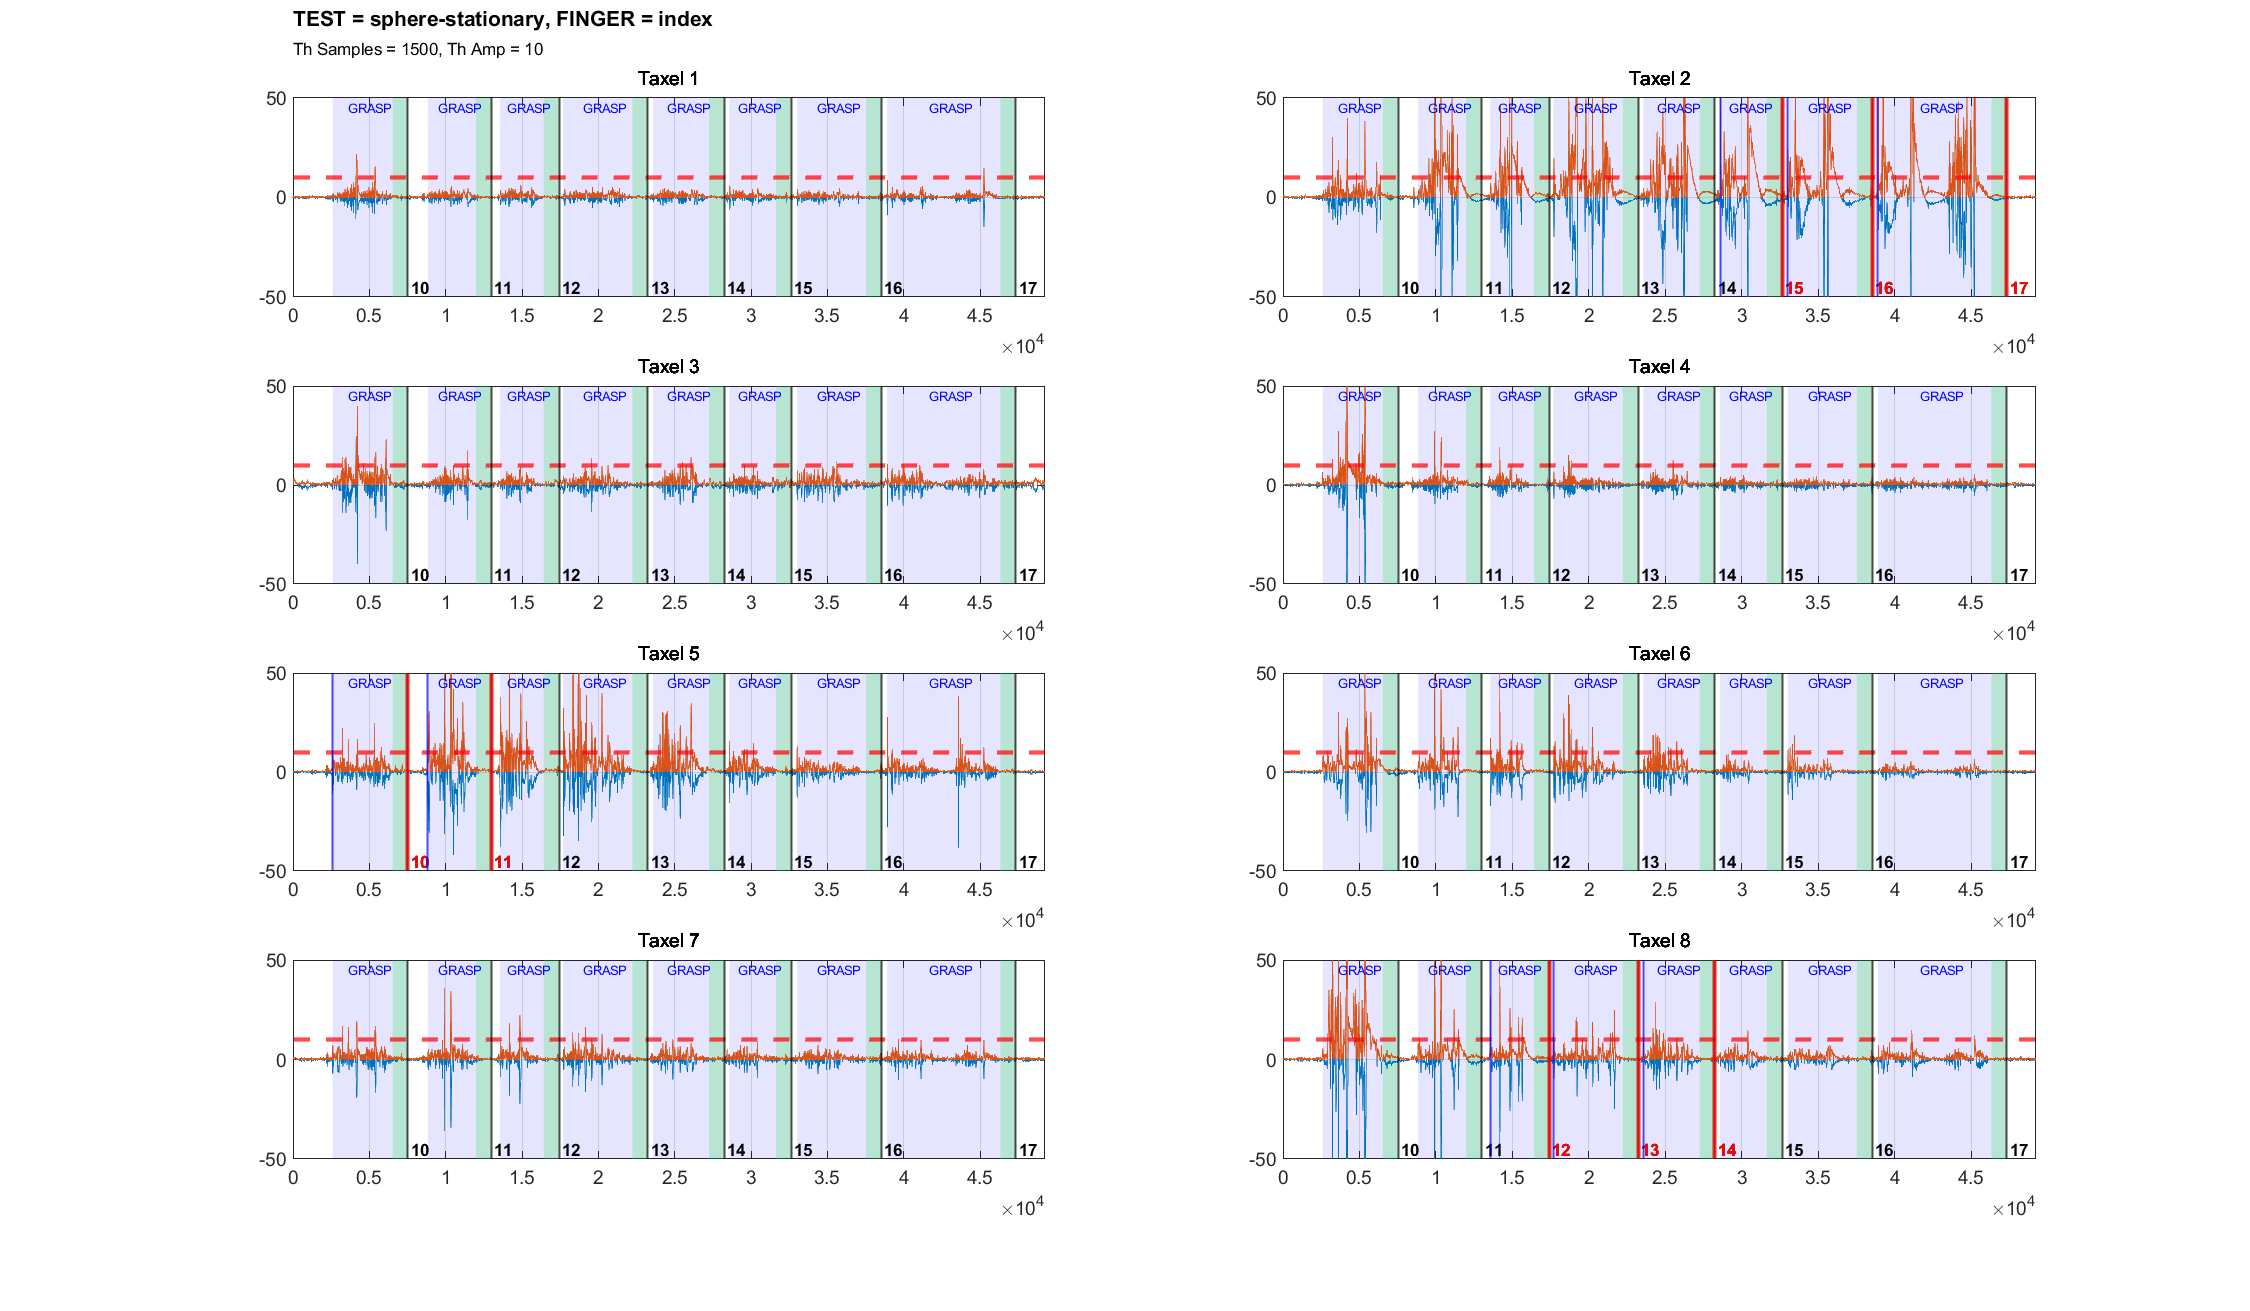 TEST = sphere-stationary, FINGER = index
Th Samples = 1500, Th Amp = 10
Taxel 1
50
0
-50
GRASP GRASP GRASP GRASP GRASP GRASP GRASP GRASP
10 11 12 13 14 15 16 17
0 0.5 1 1.5 2 2.5 3 3.5 4 4.5
×10^4
Taxel 2
50
0
-50
GRASP GRASP GRASP GRASP GRASP GRASP GRASP GRASP
10 11 12 13 14 15 16 17
0 0.5 1 1.5 2 2.5 3 3.5 4 4.5
×10^4
Taxel 3
50
0
-50
GRASP GRASP GRASP GRASP GRASP GRASP GRASP GRASP
10 11 12 13 14 15 16 17
0 0.5 1 1.5 2 2.5 3 3.5 4 4.5
×10^4
Taxel 4
50
0
-50
GRASP GRASP GRASP GRASP GRASP GRASP GRASP GRASP
10 11 12 13 14 15 16 17
0 0.5 1 1.5 2 2.5 3 3.5 4 4.5
×10^4
Taxel 5
50
0
-50
GRASP GRASP GRASP GRASP GRASP GRASP GRASP GRASP
10 11 12 13 14 15 16 17
0 0.5 1 1.5 2 2.5 3 3.5 4 4.5
×10^4
Taxel 6
50
0
-50
GRASP GRASP GRASP GRASP GRASP GRASP GRASP GRASP
10 11 12 13 14 15 16 17
0 0.5 1 1.5 2 2.5 3 3.5 4 4.5
×10^4
Taxel 7
50
0
-50
GRASP GRASP GRASP GRASP GRASP GRASP GRASP GRASP
10 11 12 13 14 15 16 17
0 0.5 1 1.5 2 2.5 3 3.5 4 4.5
×10^4
Taxel 8
50
0
-50
GRASP GRASP GRASP GRASP GRASP GRASP GRASP GRASP
10 11 12 13 14 15 16 17
0 0.5 1 1.5 2 2.5 3 3.5 4 4.5
×10^4